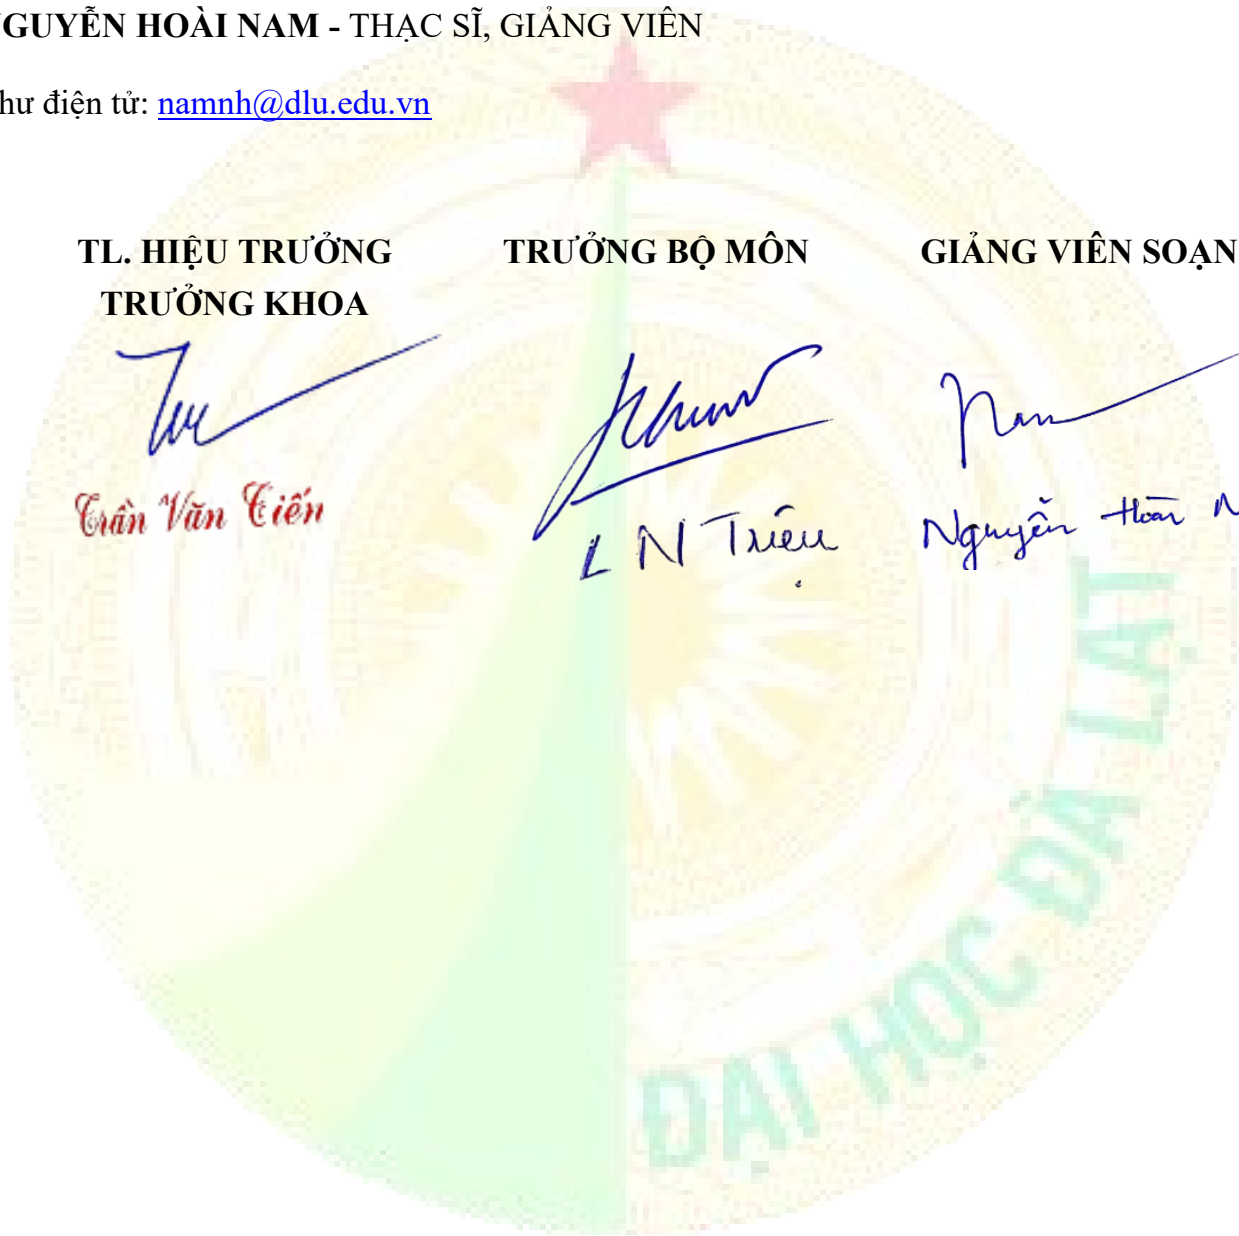 GUYỄN HOÀI NAM - THẠC SĨ, GIẢNG VIÊN
hư điện tử: namnh@dlu.edu.vn
TL. HIỆU TRƯỞNG
TRƯỞNG KHOA
TRƯỞNG BỘ MÔN
GIẢNG VIÊN SOẠN
Trần Văn Tiến
L N Triệu
Nguyễn Hoài N
ĐẠI HỌC ĐÀ LẠT